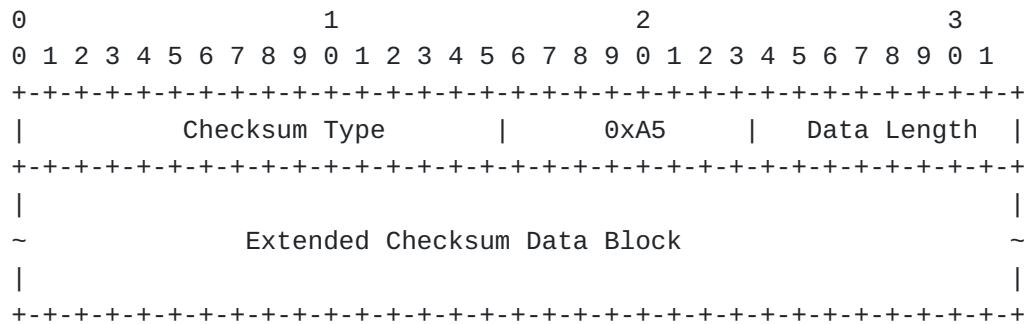 0                   1                   2                   3
0 1 2 3 4 5 6 7 8 9 0 1 2 3 4 5 6 7 8 9 0 1 2 3 4 5 6 7 8 9 0 1
+-+-+-+-+-+-+-+-+-+-+-+-+-+-+-+-+-+-+-+-+-+-+-+-+-+-+-+-+-+-+-+-+
|          Checksum Type       |      0xA5     |   Data Length  |
+-+-+-+-+-+-+-+-+-+-+-+-+-+-+-+-+-+-+-+-+-+-+-+-+-+-+-+-+-+-+-+-+
|                                                               |
~              Extended Checksum Data Block                     ~
|                                                               |
+-+-+-+-+-+-+-+-+-+-+-+-+-+-+-+-+-+-+-+-+-+-+-+-+-+-+-+-+-+-+-+-+